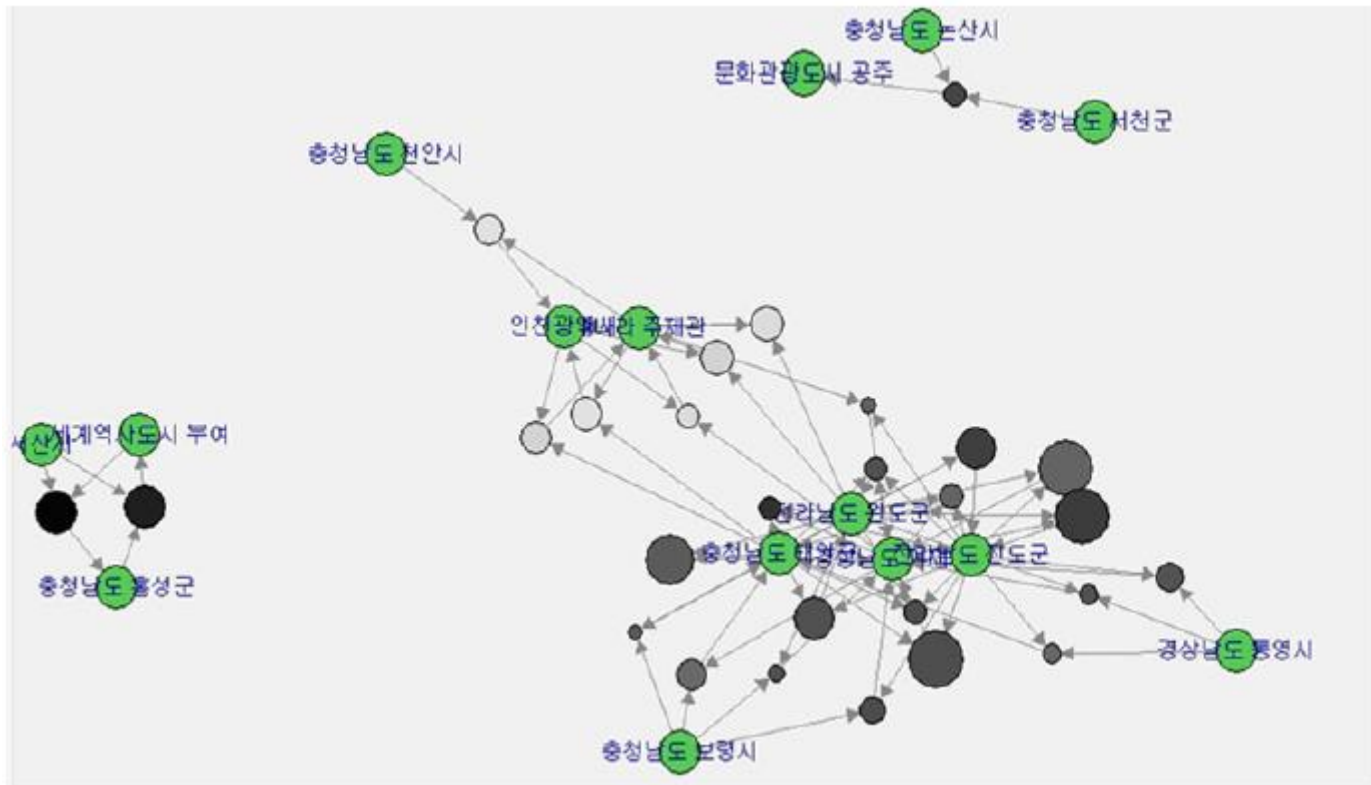 충청남도 논산시
문화관광도시 공주
충청남도 서천군
충청남도 천안시
인천광역
주제관
세계역사도시 부여
충청남도 홍성군
전라남도 완도군
충청남도
진도군
경상남도 통영시
충청남도 보령시